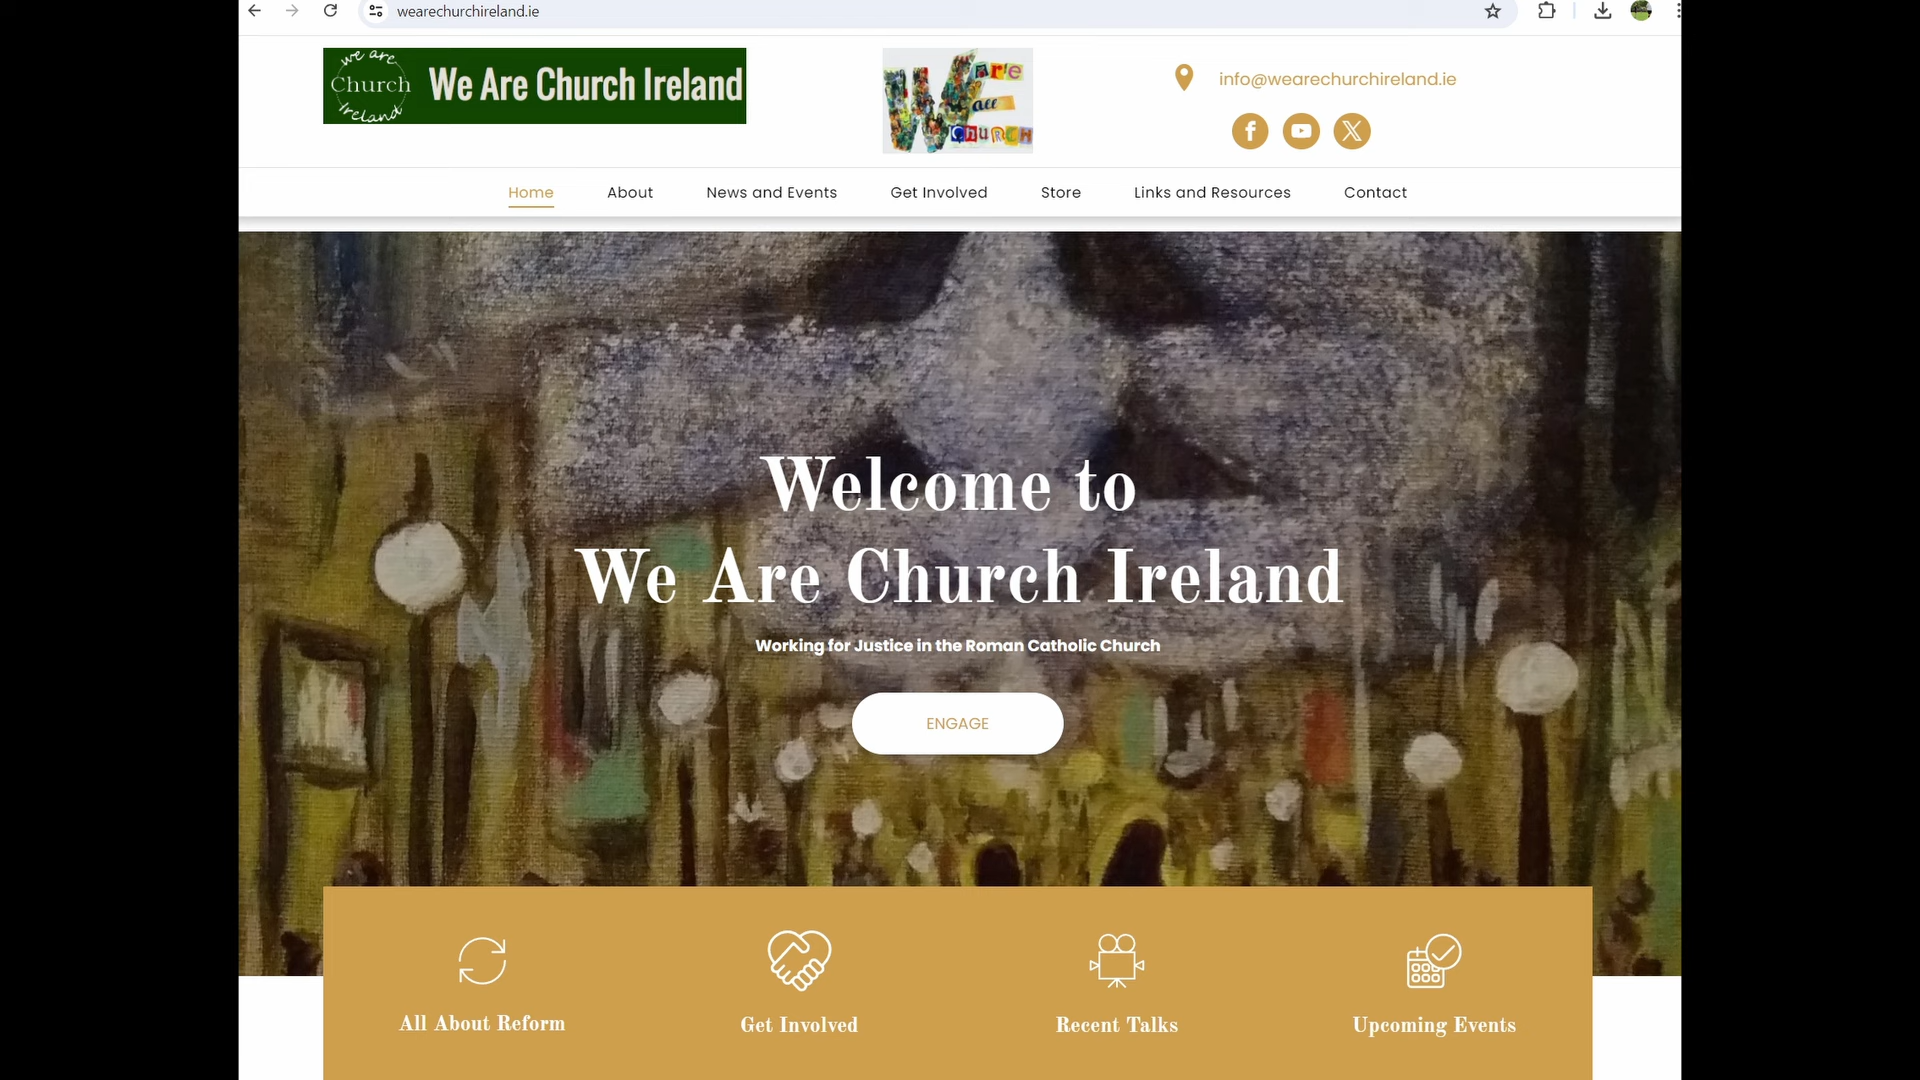 wearechurchireland.ie
we are
Church
Ireland
We Are Church Ireland
WE are
all
CHURCH
info@wearechurchireland.ie
Home About News and Events Get Involved Store Links and Resources Contact
Welcome to
We Are Church Ireland
Working for Justice in the Roman Catholic Church
ENGAGE
All About Reform Get Involved Recent Talks Upcoming Events